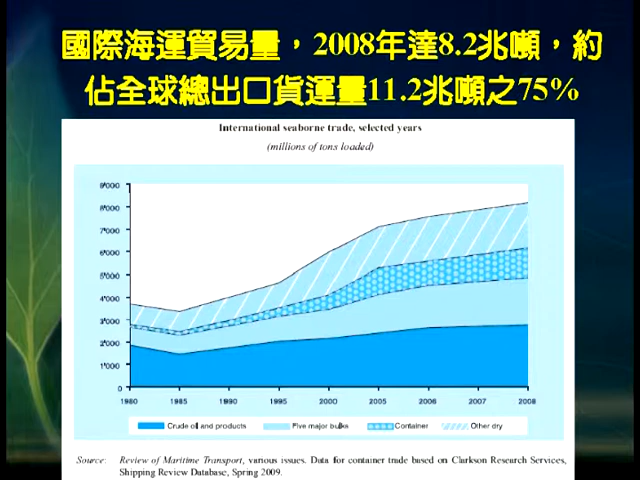 國際海運貿易量，2008年達8.2兆噸，約
佔全球總出口貨運量11.2兆噸之75%
International seaborne trade, selected years
(millions of tons loaded)
9'000
8'000
7'000
6'000
5'000
4'000
3'000
2'000
1'000
0
1980 1985 1990 1995 2000 2005 2006 2007 2008
Crude oil and products Five major bulks Container Other dry
Source: Review of Maritime Transport, various issues. Data for container trade based on Clarkson Research Services,
Shipping Review Database, Spring 2009.